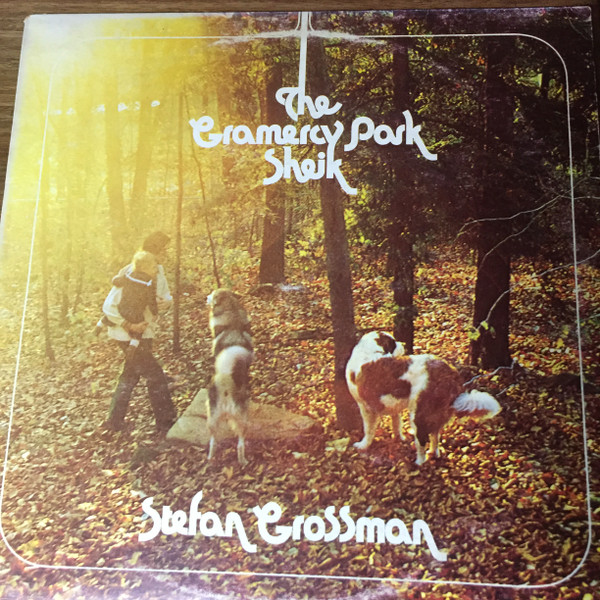 The
Gramercy Park
Sheik
Stefan Grossman